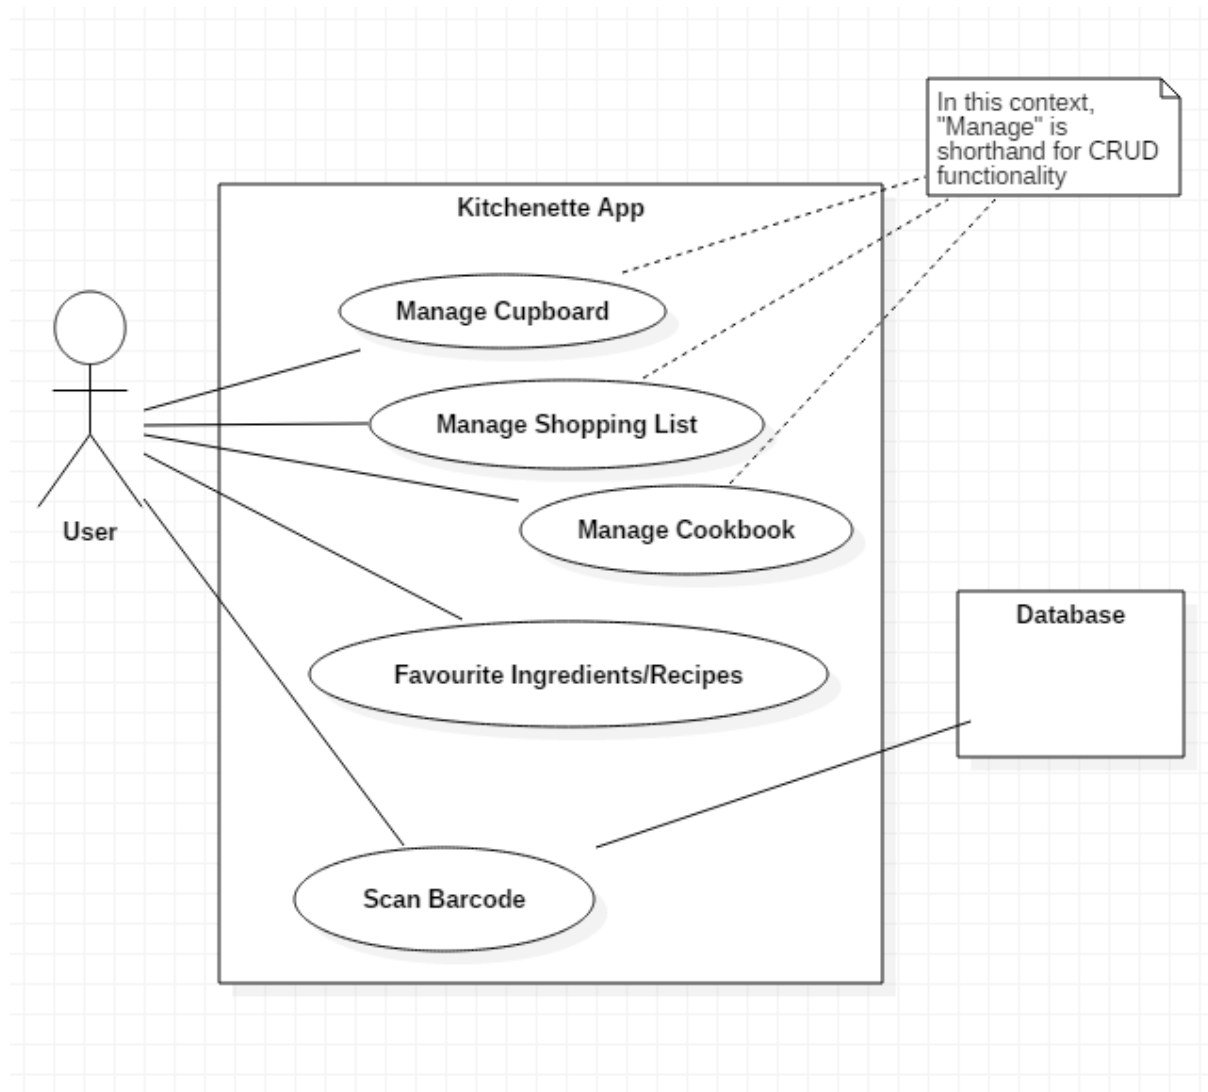 In this context,
"Manage" is
shorthand for CRUD
functionality
Kitchenette App
Manage Cupboard
Manage Shopping List
Manage Cookbook
User
Database
Favourite Ingredients/Recipes
Scan Barcode